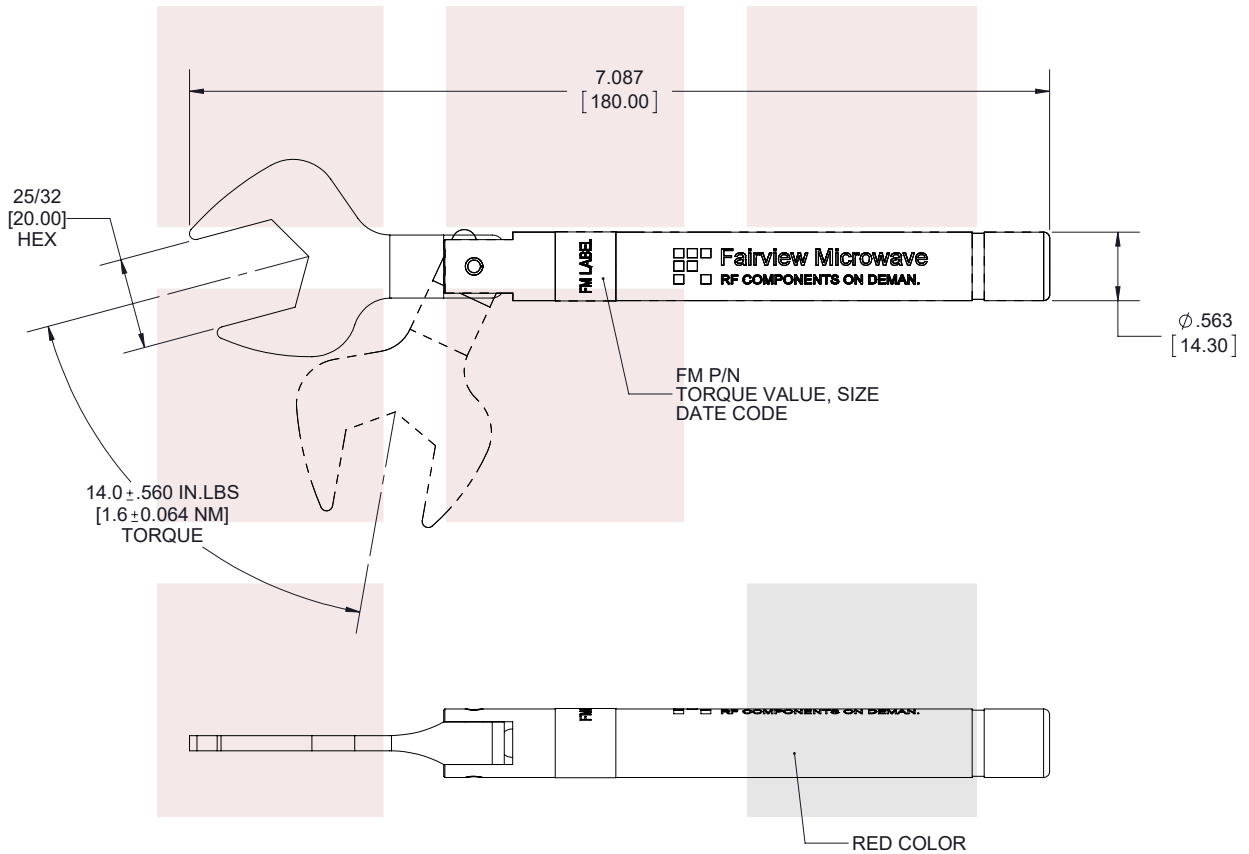 7.087
[180.00]
25/32
[20.00]
HEX
FM LABEL
Fairview Microwave
RF COMPONENTS ON DEMAN.
⌀.563
[14.30]
FM P/N
TORQUE VALUE, SIZE
DATE CODE
14.0±.560 IN.LBS
[1.6±0.064 NM]
TORQUE
FM
RF COMPONENTS ON DEMAN.
RED COLOR